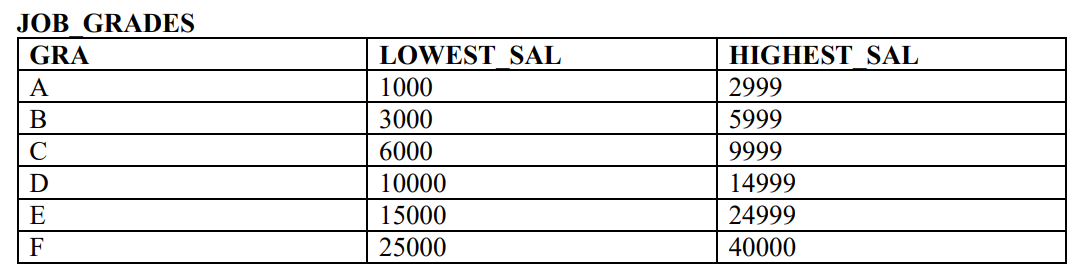 JOB_GRADES
GRA LOWEST_SAL HIGHEST_SAL
A 1000 2999
B 3000 5999
C 6000 9999
D 10000 14999
E 15000 24999
F 25000 40000